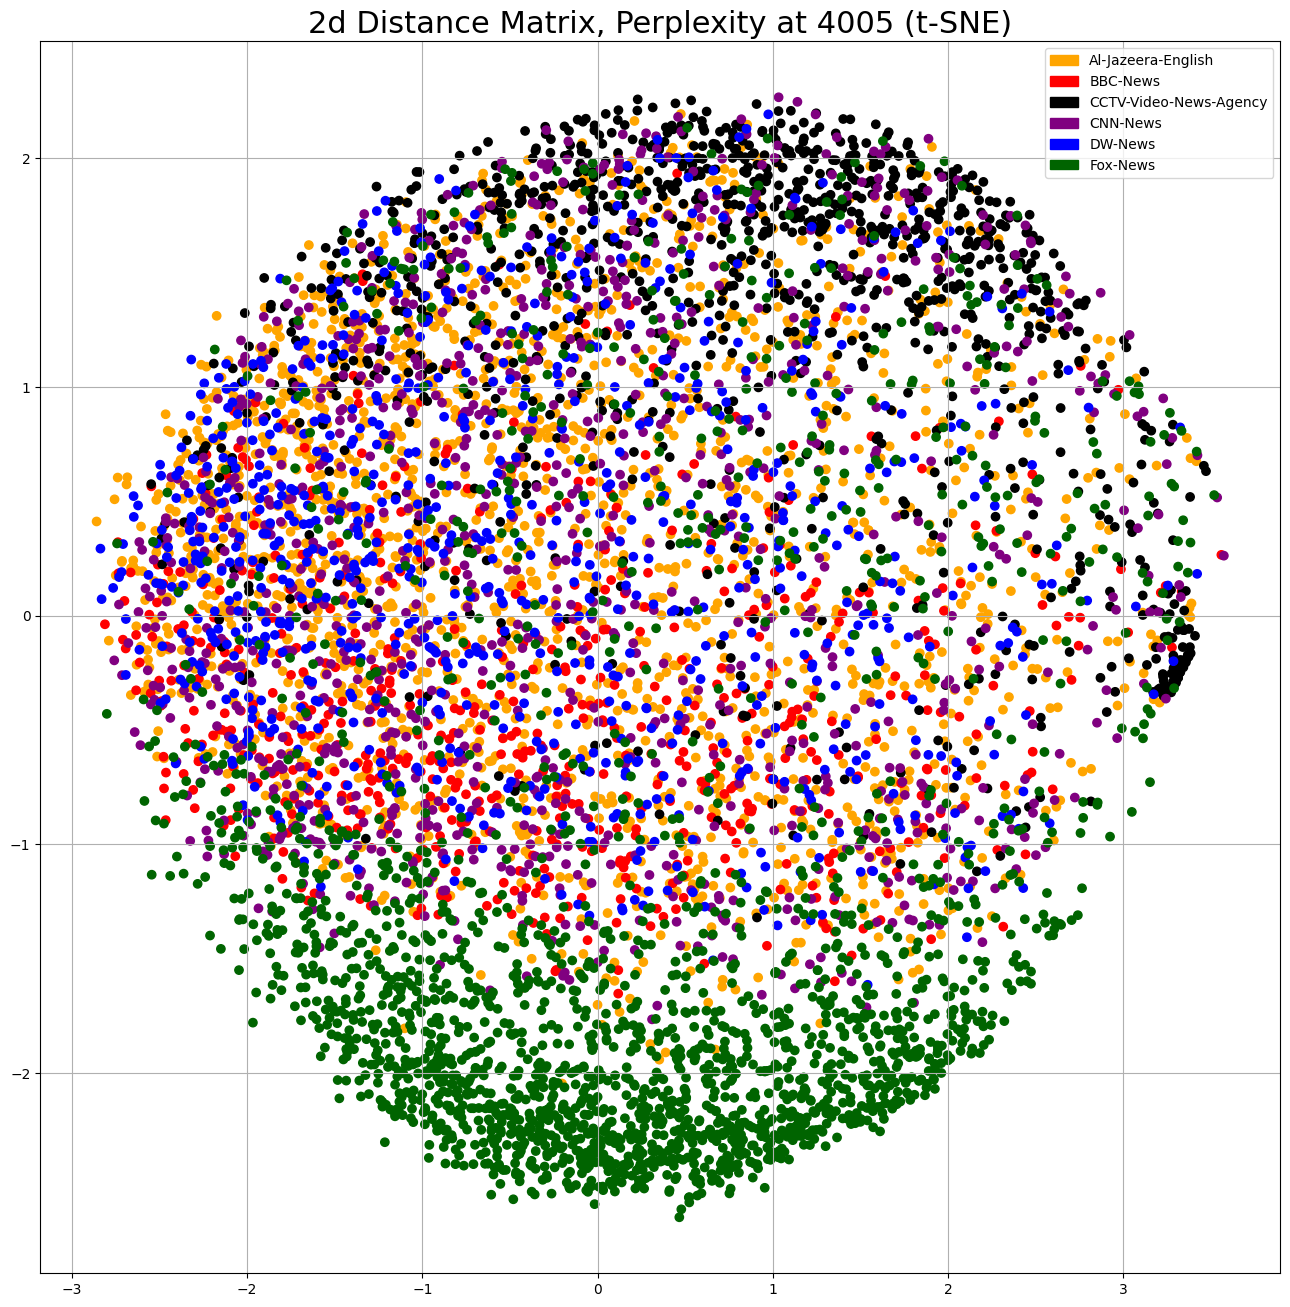 2d Distance Matrix, Perplexity at 4005 (t-SNE)
Al-Jazeera-English
BBC-News
CCTV-Video-News-Agency
CNN-News
DW-News
Fox-News
2
1
0
−1
−2
−3 −2 −1 0 1 2 3